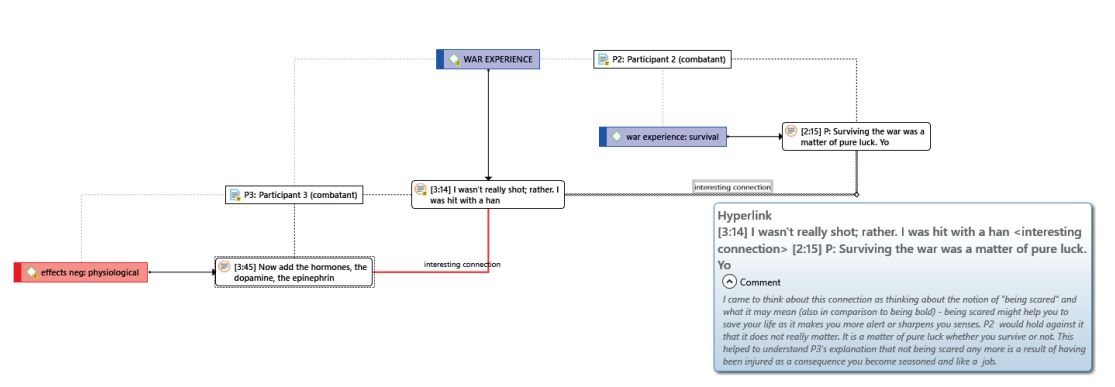 WAR EXPERIENCE
P2: Participant 2 (combatant)
war experience: survival
[2:15] P: Surviving the war was a
matter of pure luck. Yo
P3: Participant 3 (combatant)
[3:14] I wasn't really shot; rather. I
was hit with a han
interesting connection
effects neg: physiological
[3:45] Now add the hormones, the
dopamine, the epinephrin
interesting connection
Hyperlink
[3:14] I wasn't really shot; rather. I was hit with a han <interesting
connection> [2:15] P: Surviving the war was a matter of pure luck.
Yo
Comment
I came to think about this connection as thinking about the notion of "being scared" and
what it may mean (also in comparison to being bold) - being scared might help you to
save your life as it makes you more alert or sharpens you senses. P2 would hold against it
that it does not really matter. It is a matter of pure luck whether you survive or not. This
helped to understand P3's explanation that not being scared any more is a result of having
been injured as a consequence you become seasoned and like a job.